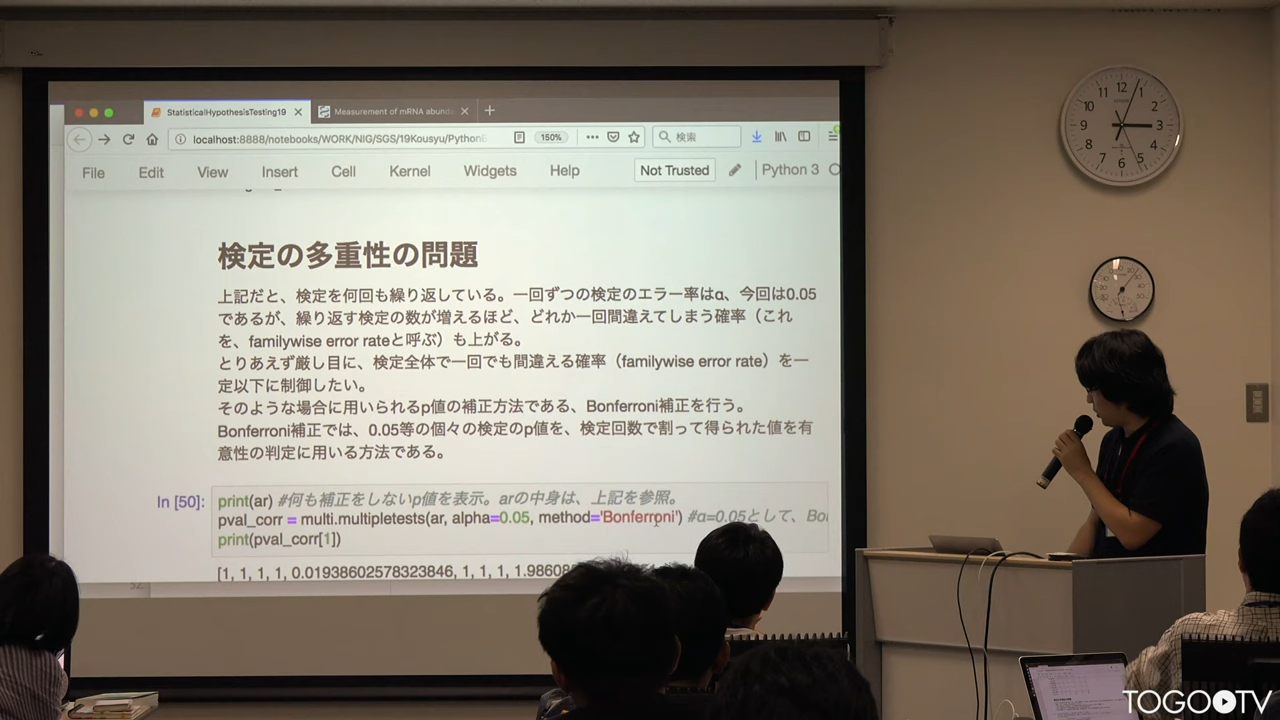 StatisticalHypothesisTesting19
Measurement of mRNA abund
localhost:8888/notebooks/WORK/NIG/SGS/19Kousyu/Python
150%
検索
File Edit View Insert Cell Kernel Widgets Help Not Trusted Python 3
検定の多重性の問題
上記だと、検定を何回も繰り返している。一回ずつの検定のエラー率はα、今回は0.05
であるが、繰り返す検定の数が増えるほど、どれか一回間違えてしまう確率（これ
を、familywise error rateと呼ぶ）も上がる。
とりあえず厳し目に、検定全体で一回でも間違える確率（familywise error rate）を一
定以下に制御したい。
そのような場合に用いられるp値の補正方法である、Bonferroni補正を行う。
Bonferroni補正では、0.05等の個々の検定のp値を、検定回数で割って得られた値を有
意性の判定に用いる方法である。
In [50]:
print(ar) #何も補正をしないp値を表示。arの中身は、上記を参照。
pval_corr = multi.multipletests(ar, alpha=0.05, method='Bonferroni') #α=0.05として、Bon
print(pval_corr[1])
[1, 1, 1, 1, 0.01938602578323846, 1, 1, 1, 1.98608
12 1 2 3 4 5 6 7 8 9 10 11
TOGOTV